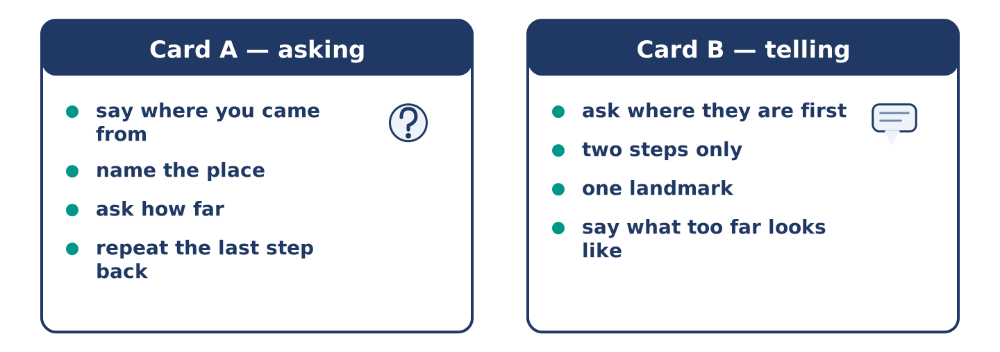 Card A — asking
say where you came
from
name the place
ask how far
repeat the last step
back
Card B — telling
ask where they are first
two steps only
one landmark
say what too far looks
like